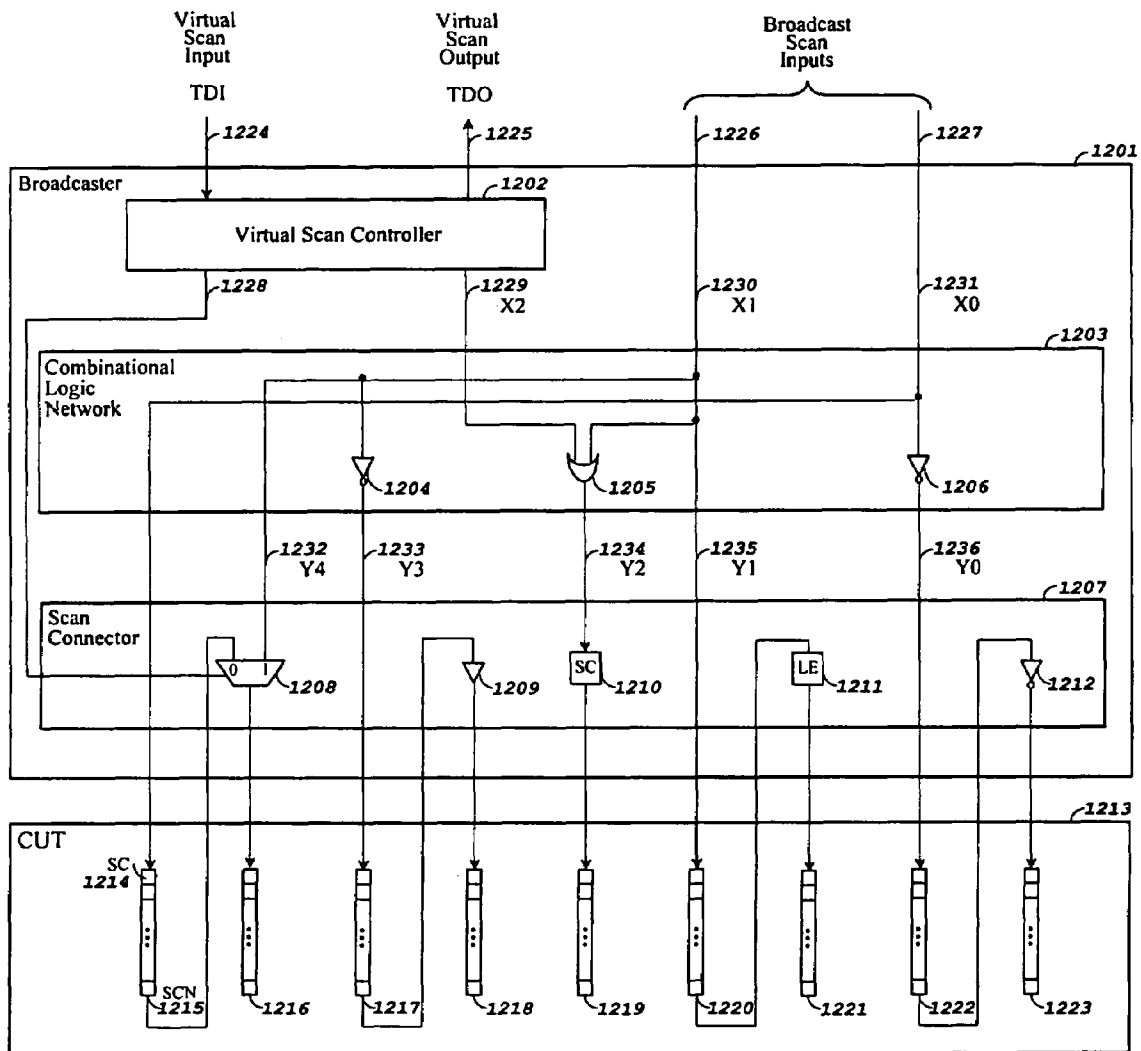 Virtual
Scan
Input
TDI
Virtual
Scan
Output
TDO
Broadcast
Scan
Inputs
1224
1225
1226
1227
1201
Broadcaster
1202
Virtual Scan Controller
1228
1229
X2
1230
X1
1231
X0
1203
Combinational
Logic
Network
1204
1205
1206
1232
Y4
1233
Y3
1234
Y2
1235
Y1
1236
Y0
1207
Scan
Connector
0 1
1208
1209
SC
1210
LE
1211
1212
1213
CUT
SC
1214
SCN
1215
1216
1217
1218
1219
1220
1221
1222
1223